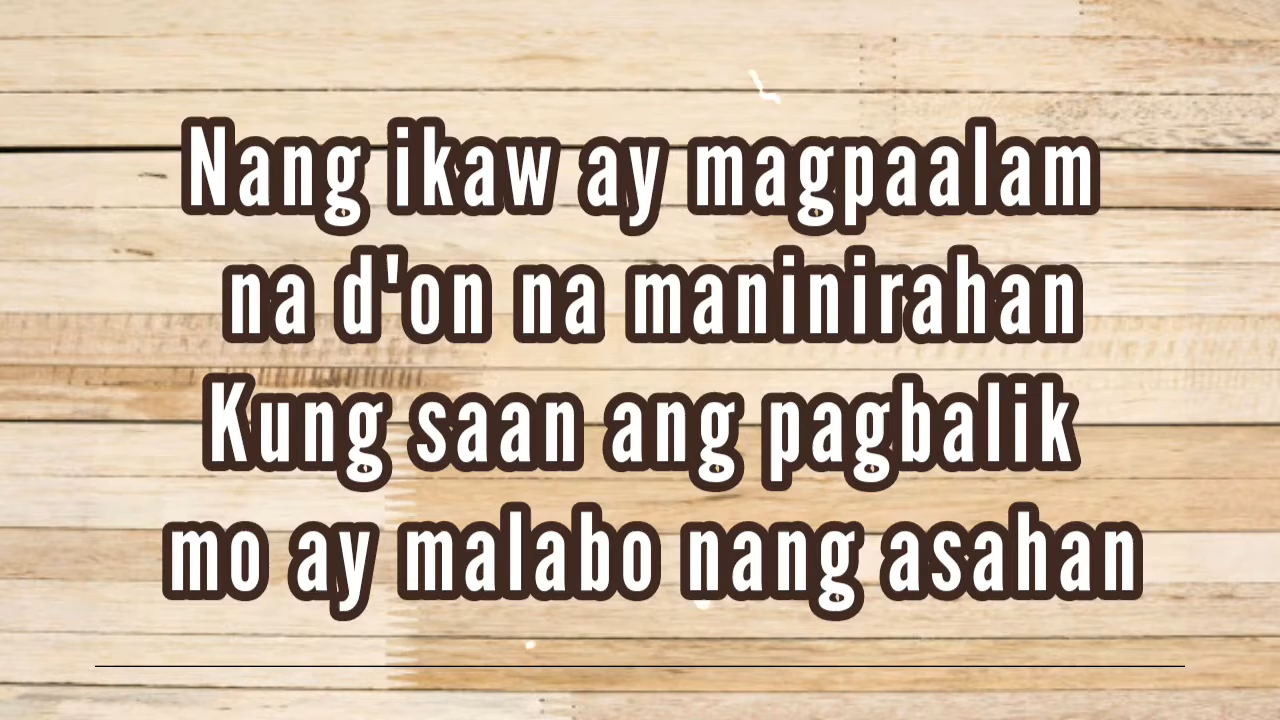 Nang ikaw ay magpaalam
na d'on na maninirahan
Kung saan ang pagbalik
mo ay malabo nang asahan